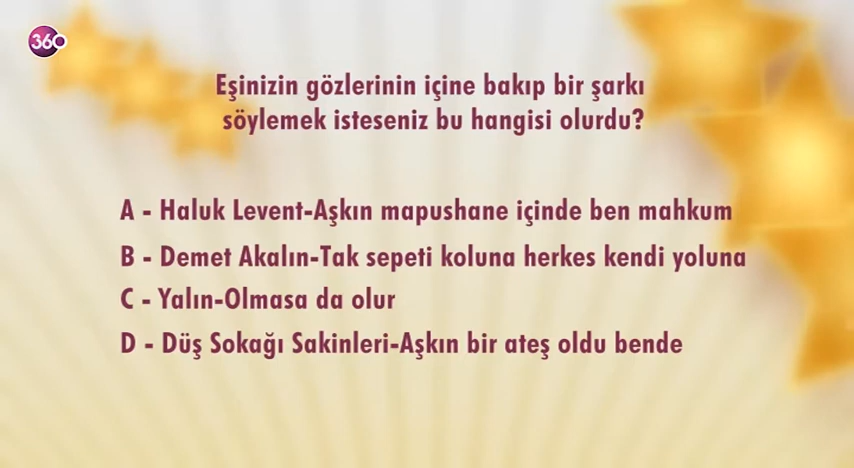 360
Eşinizin gözlerinin içine bakıp bir şarkı
söylemek isteseniz bu hangisi olurdu?
A - Haluk Levent-Aşkın mapushane içinde ben mahkum
B - Demet Akalın-Tak sepeti koluna herkes kendi yoluna
C - Yalın-Olmasa da olur
D - Düş Sokağı Sakinleri-Aşkın bir ateş oldu bende